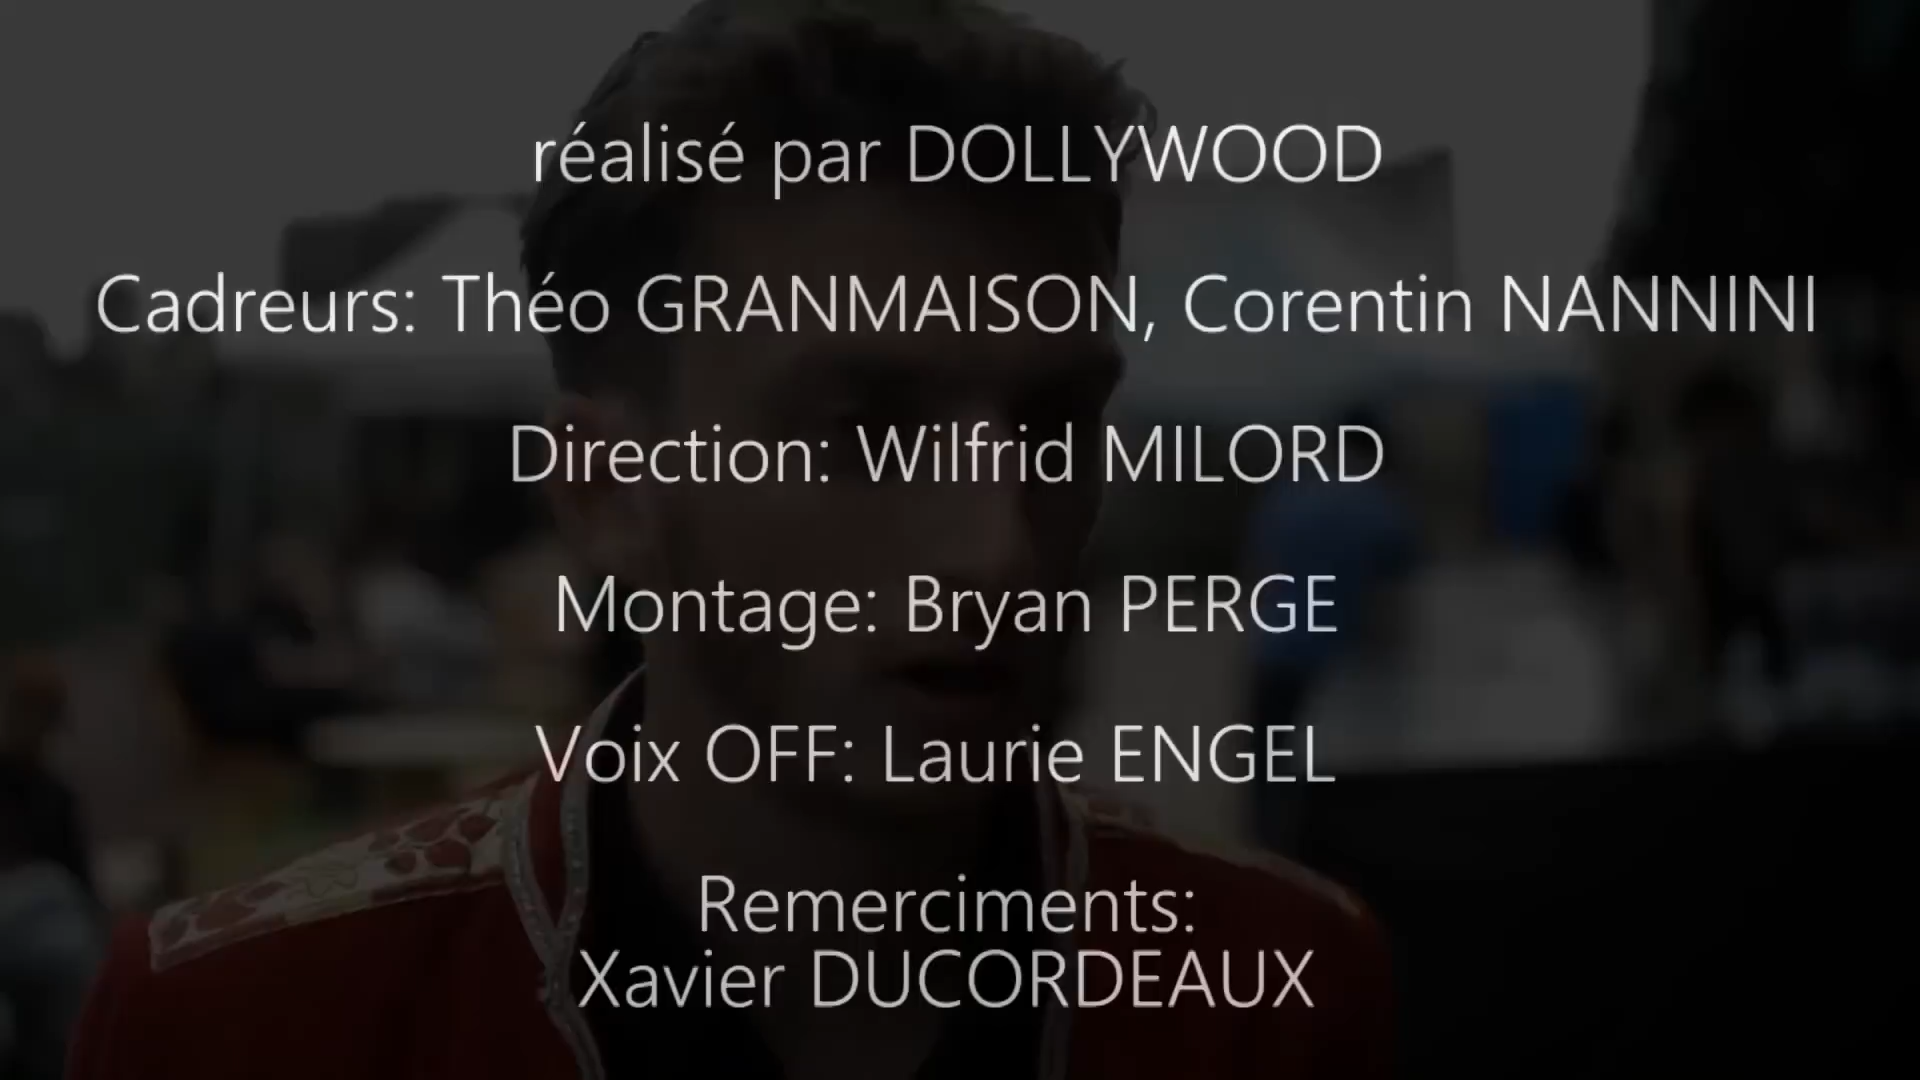 réalisé par DOLLYWOOD
Cadreurs: Théo GRANMAISON, Corentin NANNINI
Direction: Wilfrid MILORD
Montage: Bryan PERGE
Voix OFF: Laurie ENGEL
Remerciments:
Xavier DUCORDEAUX